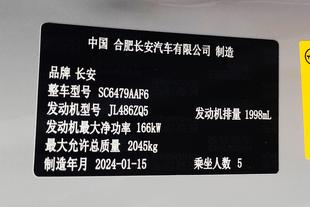 中国 合肥长安汽车有限公司 制造
品牌 长安
整车型号 SC6479AAF6
发动机型号 JL486ZQ5 发动机排量 1998mL
发动机最大净功率 166kW
最大允许总质量 2045kg
制造年月 2024-01-15 乘坐人数 5